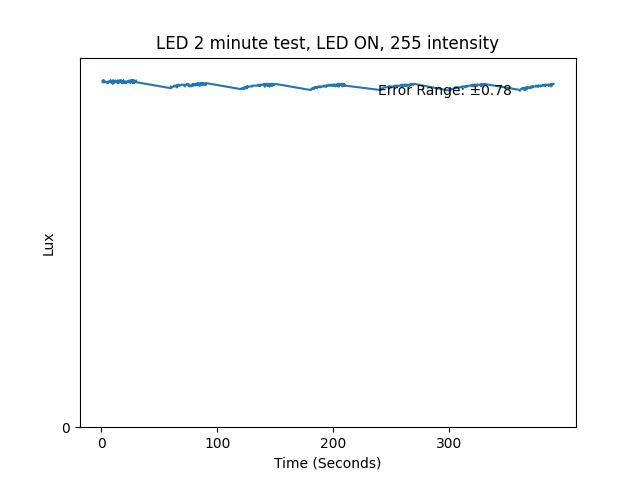 LED 2 minute test, LED ON, 255 intensity
Error Range: ±0.78
Lux
0
0 100 200 300
Time (Seconds)